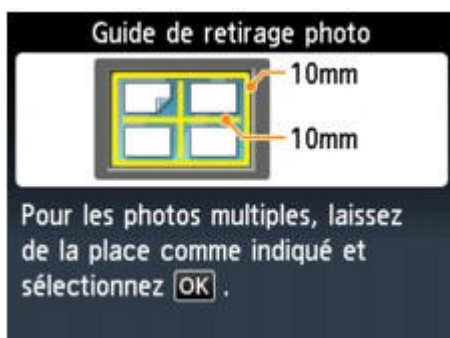 Guide de retirage photo
10mm
10mm
Pour les photos multiples, laissez
de la place comme indiqué et
sélectionnez OK .